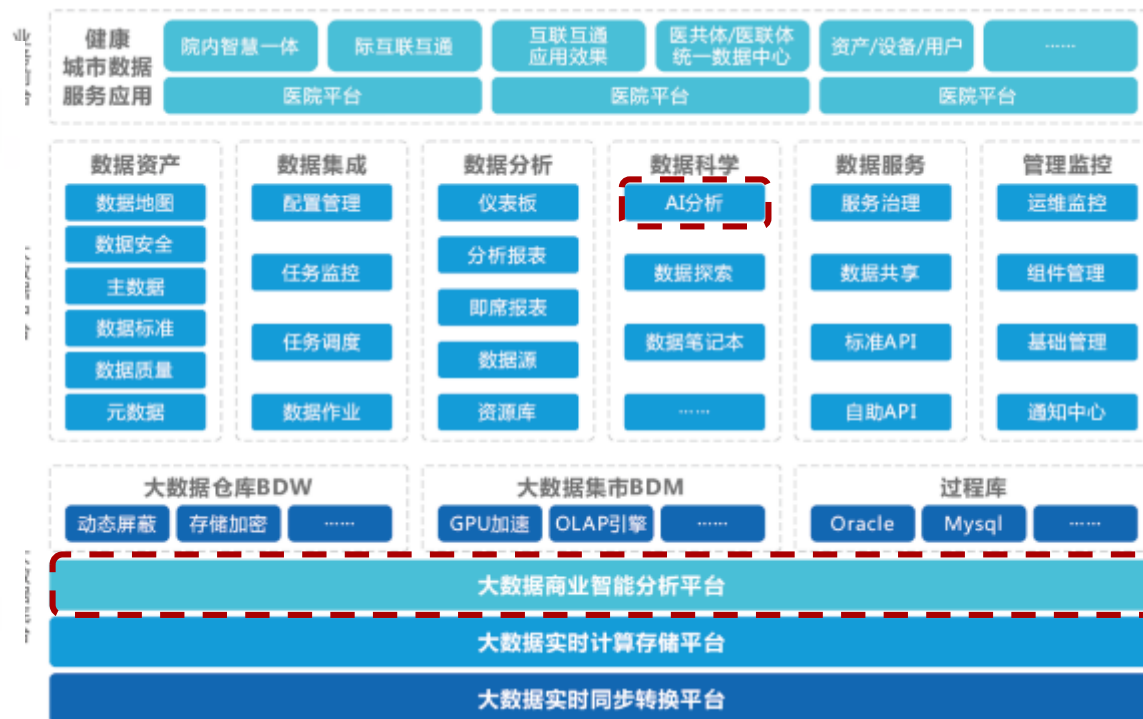 健康
城市数据
服务应用
院内智慧一体
际互联互通
互联互通
应用效果
医共体/医联体
统一数据中心
资产/设备/用户
......
医院平台
医院平台
医院平台
数据资产
数据地图
数据安全
主数据
数据标准
数据质量
元数据
数据集成
配置管理
任务监控
任务调度
数据作业
数据分析
仪表板
分析报表
即席报表
数据源
资源库
数据科学
AI分析
数据探索
数据笔记本
......
数据服务
服务治理
数据共享
标准API
自助API
管理监控
运维监控
组件管理
基础管理
通知中心
大数据仓库BDW
动态屏蔽
存储加密
......
大数据集市BDM
GPU加速
OLAP引擎
......
过程库
Oracle
Mysql
......
大数据商业智能分析平台
大数据实时计算存储平台
大数据实时同步转换平台